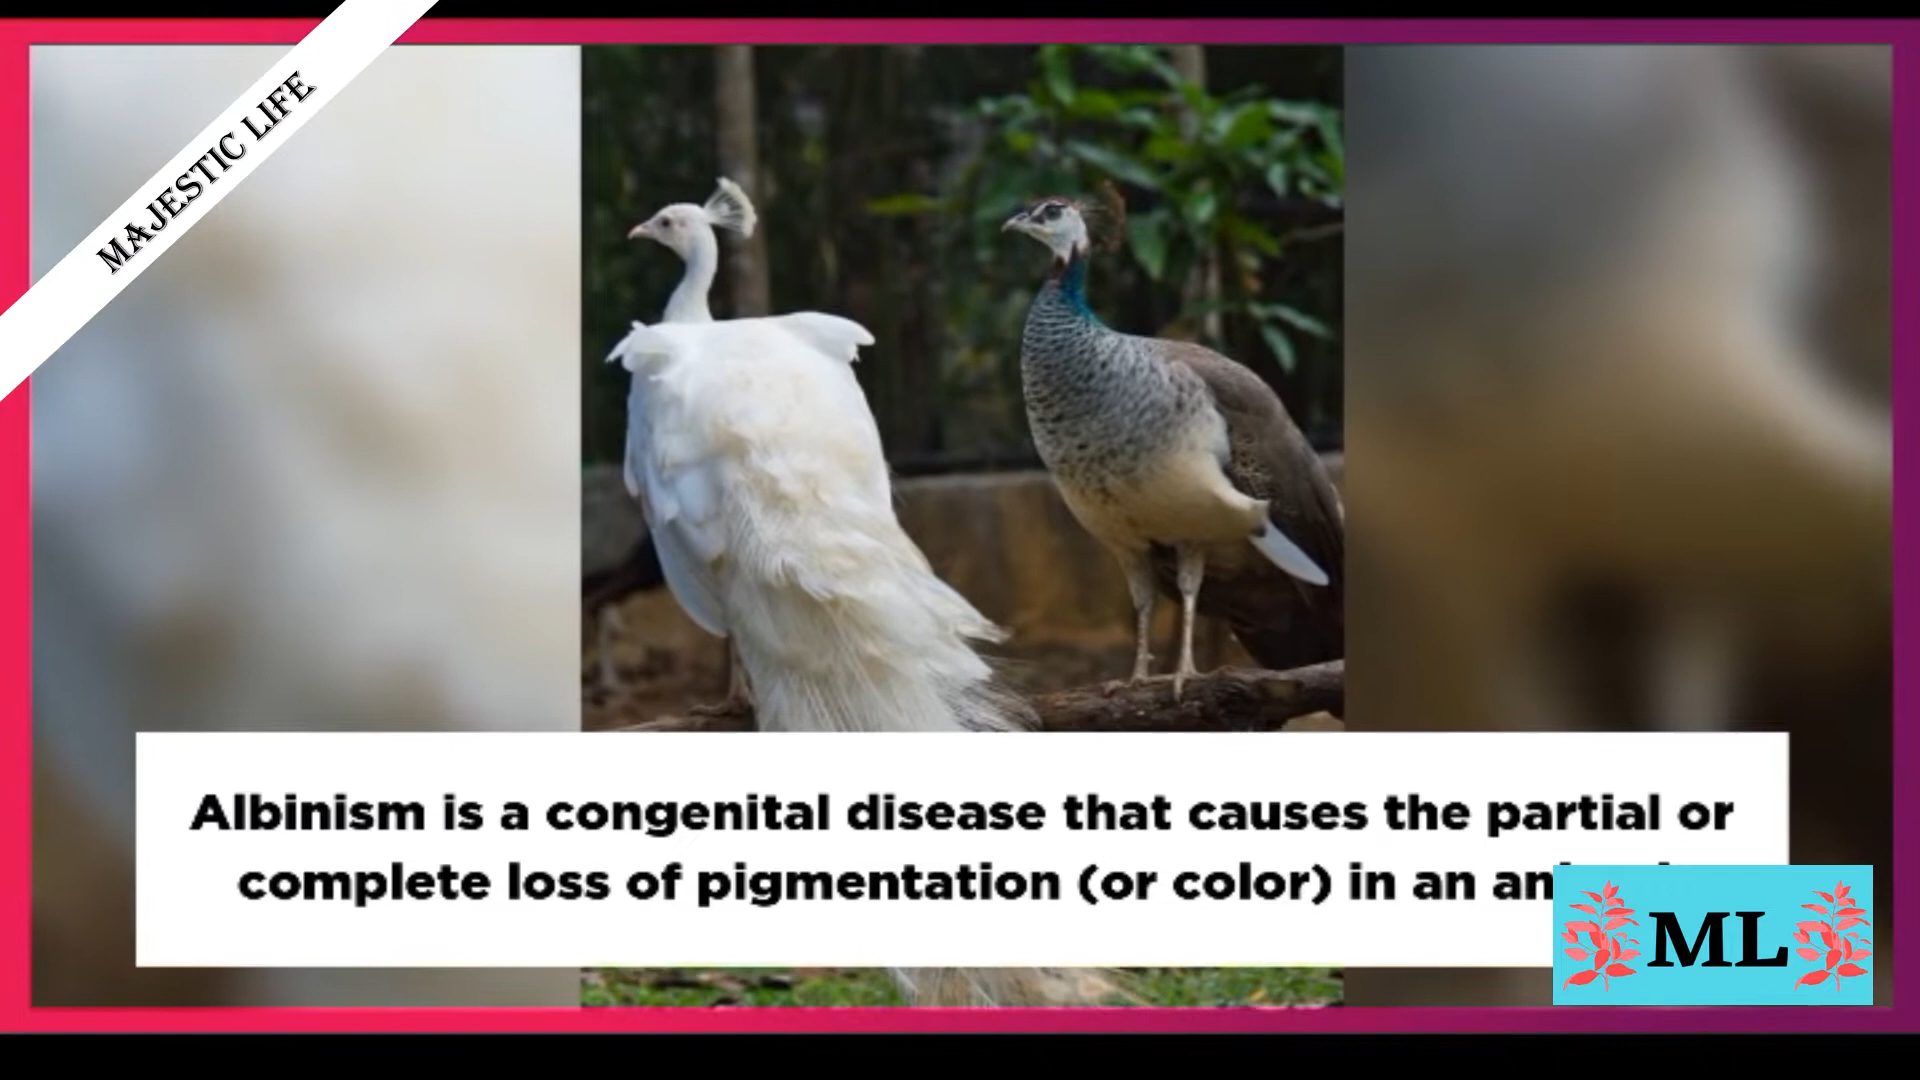 MAJESTIC LIFE
Albinism is a congenital disease that causes the partial or
complete loss of pigmentation (or color) in an
ML